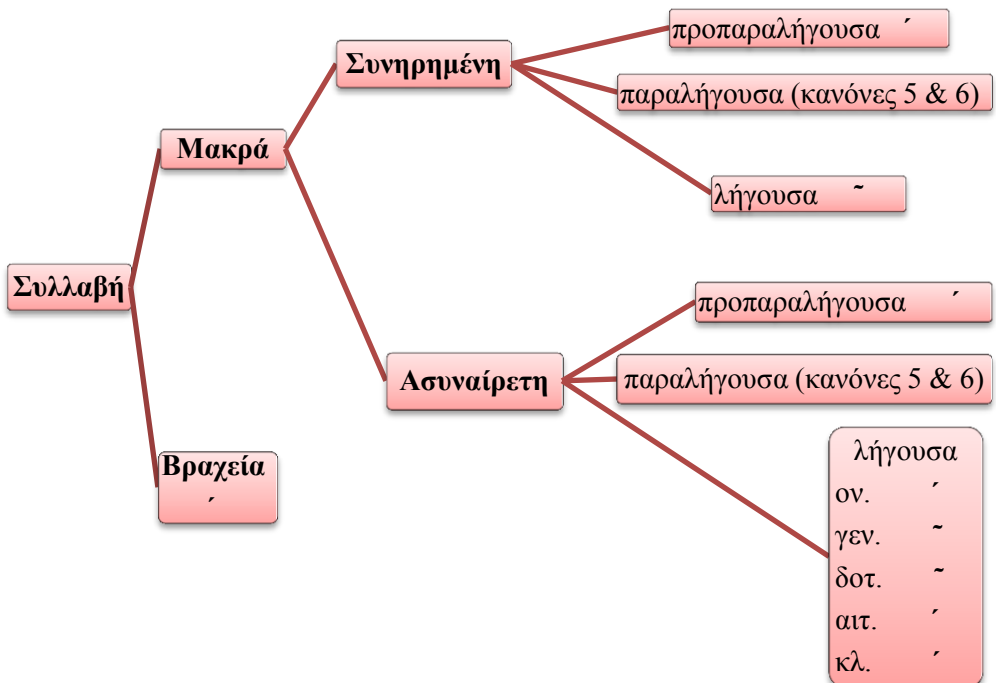 Συλλαβή
Μακρά
Συνηρημένη
προπαραλήγουσα ´
παραλήγουσα (κανόνες 5 & 6)
λήγουσα ῀
Ασυναίρετη
προπαραλήγουσα ´
παραλήγουσα (κανόνες 5 & 6)
λήγουσα
ον. ´
γεν. ῀
δοτ. ῀
αιτ. ´
κλ. ´
Βραχεία
´